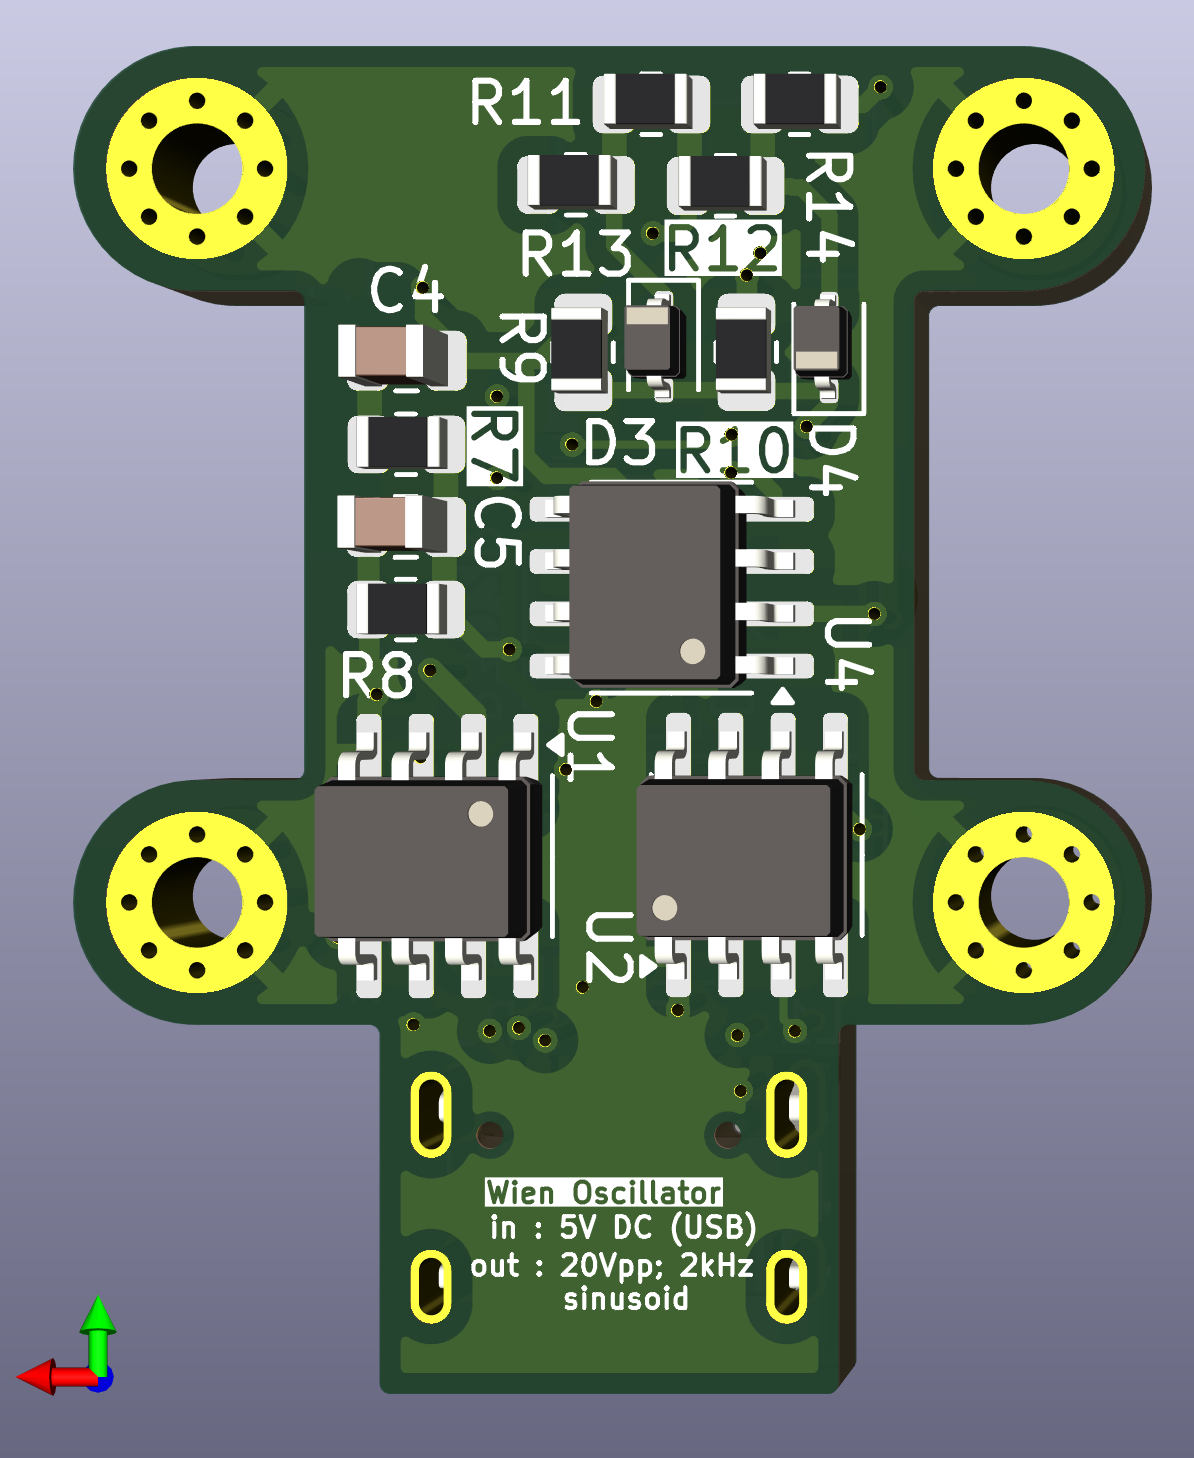 R11
R14
R13
R12
C4
R9
R7
D3
R10
D4
C5
U4
R8
U1
U2
Wien Oscillator
in : 5V DC (USB)
out : 20Vpp; 2kHz
sinusoid